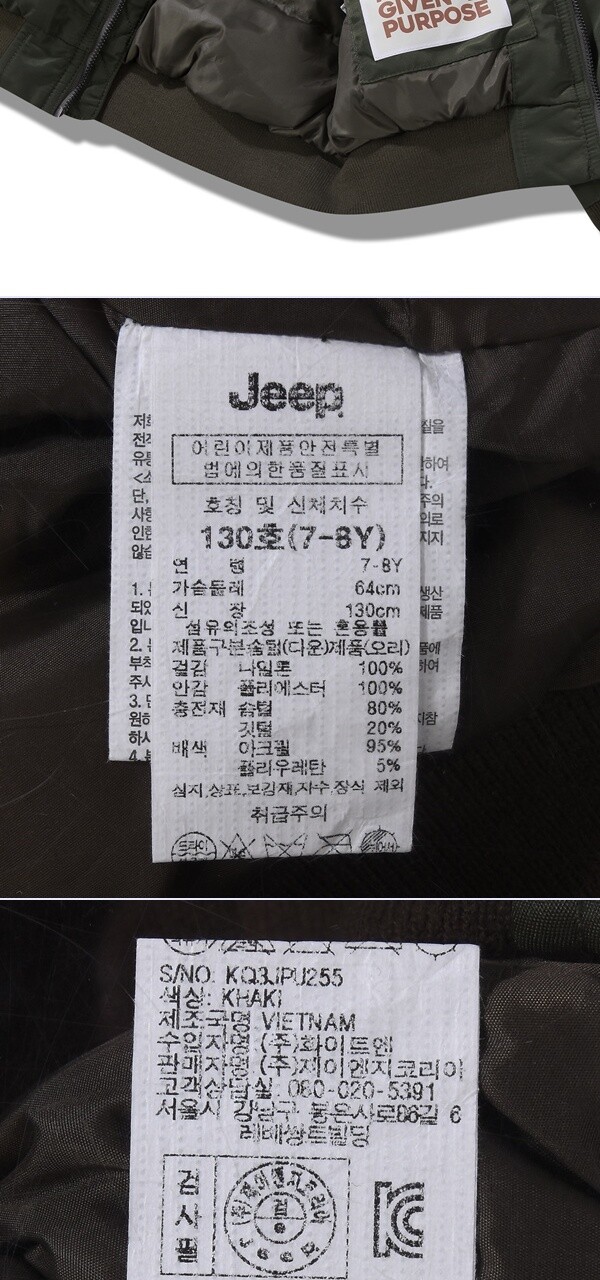 GIVEN
PURPOSE
Jeep
어린이제품안전특별
법에의한품질표시
호칭 및 신체치수
130호(7-8Y)
연 령 7-8Y
가슴둘레 64cm
신 장 130cm
섬유의조성 또는 혼용률
제품구분솜털(다운)제품(오리)
겉감 나일론 100%
안감 폴리에스터 100%
충전재 솜털 80%
깃털 20%
배색 아크릴 95%
폴리우레탄 5%
심지,상표,보강재,자수,장식 제외
취급주의
드라이
S/NO: KQ3JPU255
색상: KHAKI
제조국명:VIETNAM
수입자명:(주)화이트엔
판매자명:(주)제이엔지코리아
고객상담실: 080-020-5391
서울시 강남구 봉은사로86길 6
레베쌍트빌딩
검
사
필